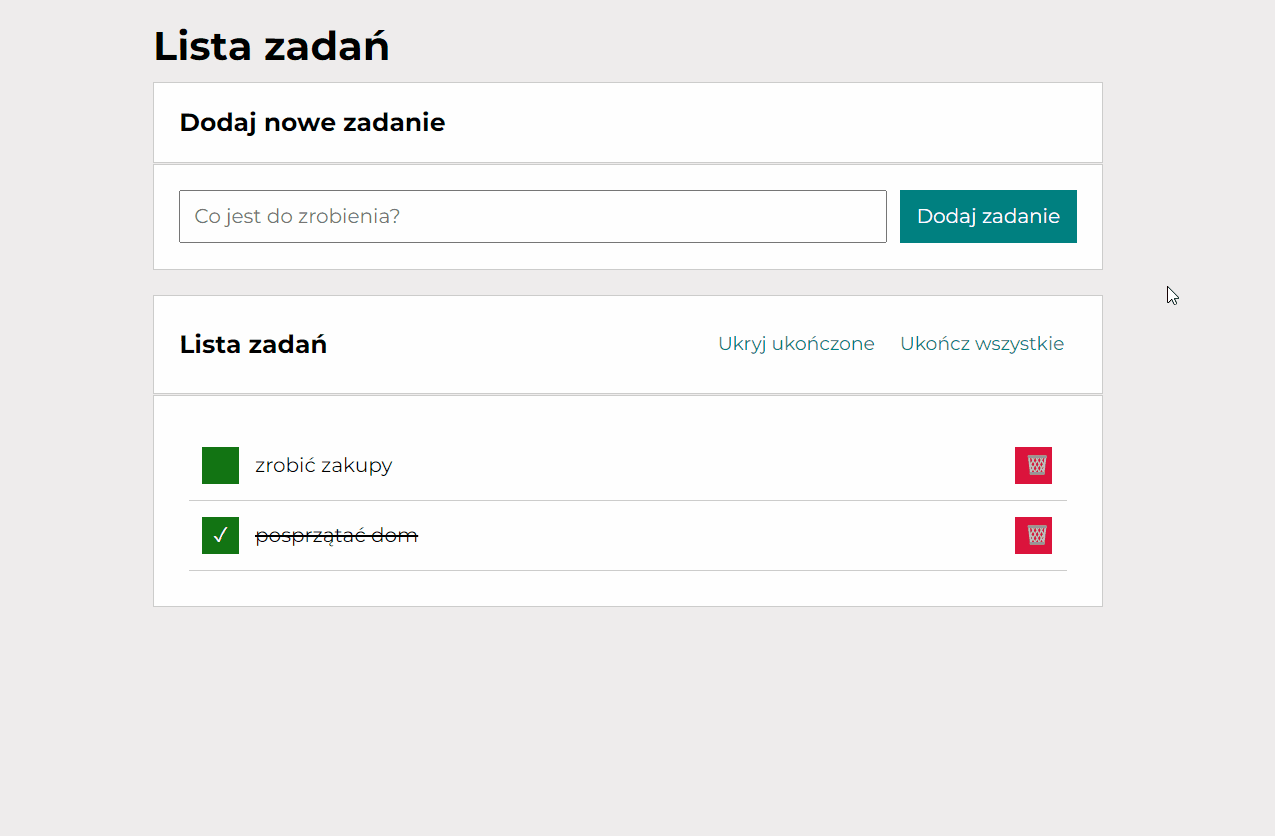 Lista zadań
Dodaj nowe zadanie
Co jest do zrobienia?
Dodaj zadanie
Lista zadań
Ukryj ukończone
Ukończ wszystkie
zrobić zakupy
✓ posprzątać dom